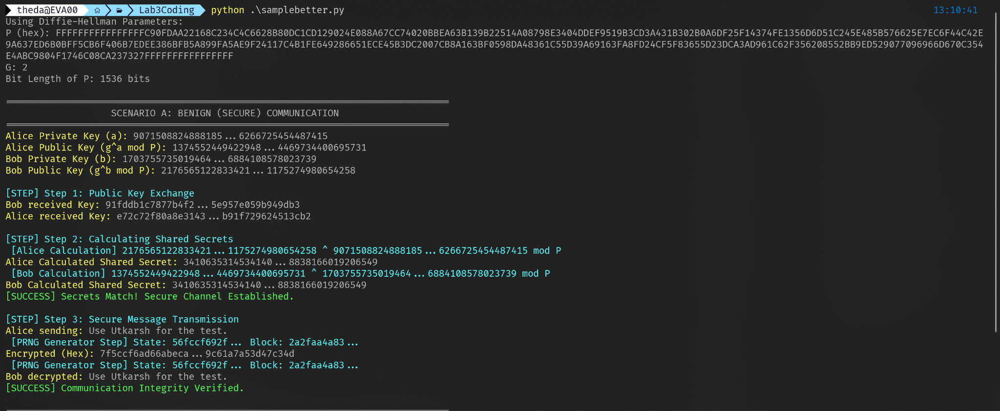 theda@EVA00 Lab3Coding python .\samplebetter.py 13:10:41
Using Diffie-Hellman Parameters:
P (hex): FFFFFFFFFFFFFFFFC90FDAA22168C234C4C6628B80DC1CD129024E088A67CC74020BBEA63B139B22514A08798E3404DDEF9519B3CD3A431B302B0A6DF25F14374FE1356D6D51C245E485B576625E7EC6F44C42E
9A637ED6B0BFF5CB6F406B7EDEE386BFB5A899FA5AE9F24117C4B1FE649286651ECE45B3DC2007CB8A163BF0598DA48361C55D39A69163FA8FD24CF5F83655D23DCA3AD961C62F356208552BB9ED529077096966D670C354
E4ABC9804F1746C08CA237327FFFFFFFFFFFFFFFF
G: 2
Bit Length of P: 1536 bits
SCENARIO A: BENIGN (SECURE) COMMUNICATION
Alice Private Key (a): 9071508824888185...6266725454487415
Alice Public Key (g^a mod P): 1374552449422948...4469734400695731
Bob Private Key (b): 1703755735019464...6884108578023739
Bob Public Key (g^b mod P): 2176565122833421...1175274980654258
[STEP] Step 1: Public Key Exchange
Bob received Key: 91fddb1c7877b4f2...5e957e059b949db3
Alice received Key: e72c72f80a8e3143...b91f729624513cb2
[STEP] Step 2: Calculating Shared Secrets
[Alice Calculation] 2176565122833421...1175274980654258 ^ 9071508824888185...6266725454487415 mod P
Alice Calculated Shared Secret: 3410635314534140...8838166019206549
[Bob Calculation] 1374552449422948...4469734400695731 ^ 1703755735019464...6884108578023739 mod P
Bob Calculated Shared Secret: 3410635314534140...8838166019206549
[SUCCESS] Secrets Match! Secure Channel Established.
[STEP] Step 3: Secure Message Transmission
Alice sending: Use Utkarsh for the test.
[PRNG Generator Step] State: 56fccf692f... Block: 2a2faa4a83...
Encrypted (Hex): 7f5ccf6ad66abeca...9c61a7a53d47c34d
[PRNG Generator Step] State: 56fccf692f... Block: 2a2faa4a83...
Bob decrypted: Use Utkarsh for the test.
[SUCCESS] Communication Integrity Verified.